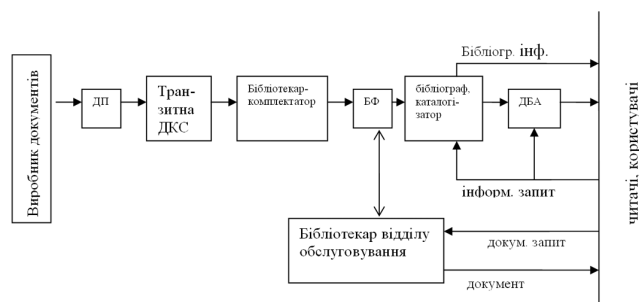 Виробник документів
ДП
Тран-
зитна
ДКС
Бібліотекар-
комплектатор
БФ
бібліограф,
каталогі-
затор
ДБА
Бібліогр. інф.
інформ. запит
Бібліотекар відділу
обслуговування
докум. запит
документ
читачі, користувачі